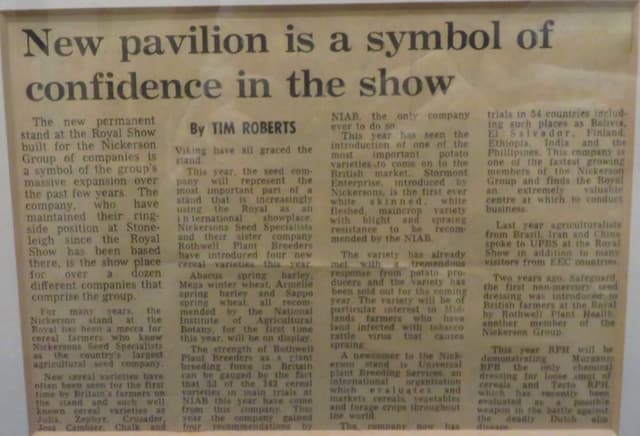 New pavilion is a symbol of
confidence in the show
The new permanent
stand at the Royal Show
built for the Nickerson
Group of companies is
a symbol of the group's
massive expansion over
the past few years. The
company, who have
maintained their ring-
side position at Stone-
leigh since the Royal
Show has been based
there, is the show place
for over a dozen
different companies that
comprise the group.
For many years, the
Nickerson stand at the
Royal has been a mecca for
cereal farmers who know
Nickersons Seed Specialists
as the country's largest
agricultural seed company.
New cereal varieties have
often been seen for the first
time by Britain's farmers on
the stand and such well
known cereal varieties as
Julia, Zephyr, Crusader,
Joss Cambier, Chalk and
By TIM ROBERTS
Viking have all graced the
stand.
This year, the seed com-
pany will represent the
most important part of a
stand that is increasingly
using the Royal as an
international showplace.
Nickersons Seed Specialists
and their sister company
Rothwell Plant Breeders
have introduced four new
cereal varieties this year.
Abacus spring barley,
Mega winter wheat, Armelle
spring barley and Sappo
spring wheat, all recom-
mended by the National
Institute of Agricultural
Botany, for the first time
this year, will be on display.
The strength of Rothwell
Plant Breeders as a plant
breeding force in Britain
can be gauged by the fact
that 53 of the 142 cereal
varieties in main trials at
NIAB this year have come
from this company. This
year the company gained
four recommendations by
NIAB, the only company
ever to do so.
This year has seen the
introduction of one of the
most important potato
varieties to come on to the
British market. Stormont
Enterprise, introduced by
Nickersons, is the first ever
white skinned, white
fleshed, maincrop variety
with blight and spraing
resistance to be recom-
mended by the NIAB.
The variety has already
met with a tremendous
response from potato pro-
ducers and the variety has
been sold out for the coming
year. The variety will be of
particular interest to Mid-
lands farmers who have
land infected with tobacco
rattle virus that causes
spraing.
A newcomer to the Nick-
erson stand is Universal
Plant Breeding Services, an
international organisation
which evaluates and
markets cereals, vegetables
and forage crops throughout
the world.
The company now has
trials in 54 countries includ-
ing such places as Bolivia,
El Salvador, Finland,
Ethiopia, India and the
Phillipines. This company is
one of the fastest growing
members of the Nickerson
Group and finds the Royal
an extremely valuable
centre at which to conduct
business.
Last year agriculturalists
from Brazil, Iran and China
spoke to UPBS at the Royal
Show in addition to many
visitors from EEC countries.
Two years ago, Safeguard,
the first non-mercury seed
dressing was introduced to
British farmers at the Royal
by Rothwell Plant Health,
another member of the
Nickerson Group.
This year RPH will be
demonstrating Murganic
RPB the only chemical
dressing for loose smut of
cereals and Tecto RPH,
which has recently been
evaluated as a possible
weapon in the battle against
the deadly Dutch elm
disease.